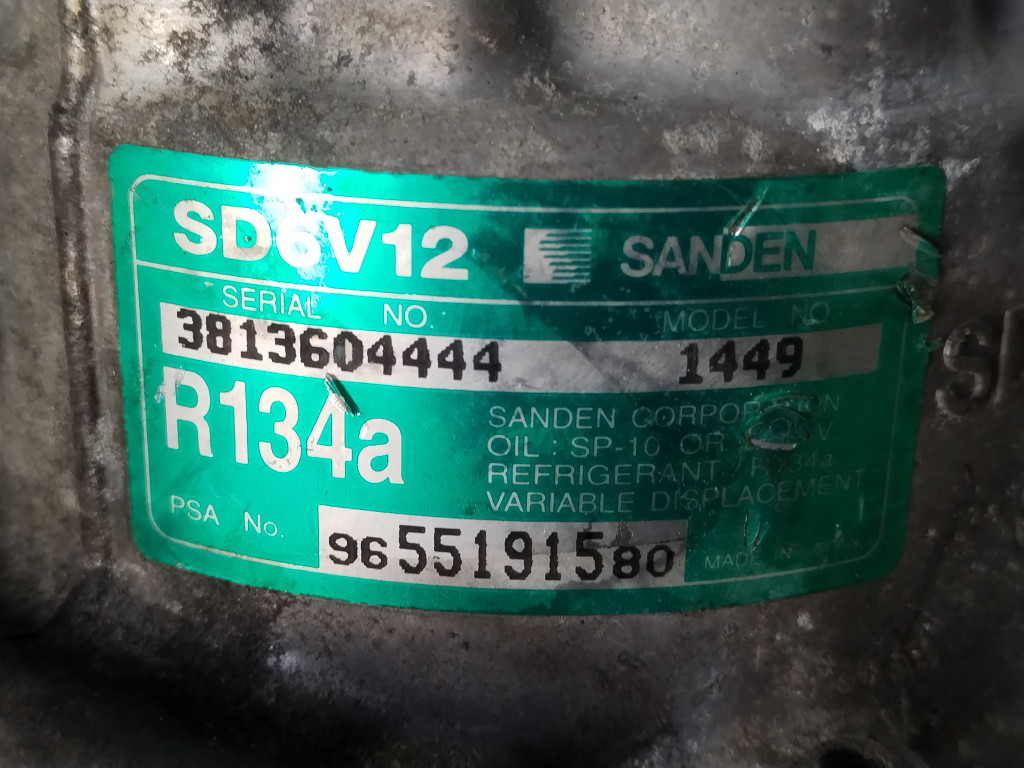 SD6V12 SANDEN
SERIAL NO. MODEL NO.
3813604444 1449
R134a
SANDEN CORPORATION
OIL : SP-10 OR EQUIV
REFRIGERANT / R134a
VARIABLE DISPLACEMENT
PSA No. 9655191580
MADE IN